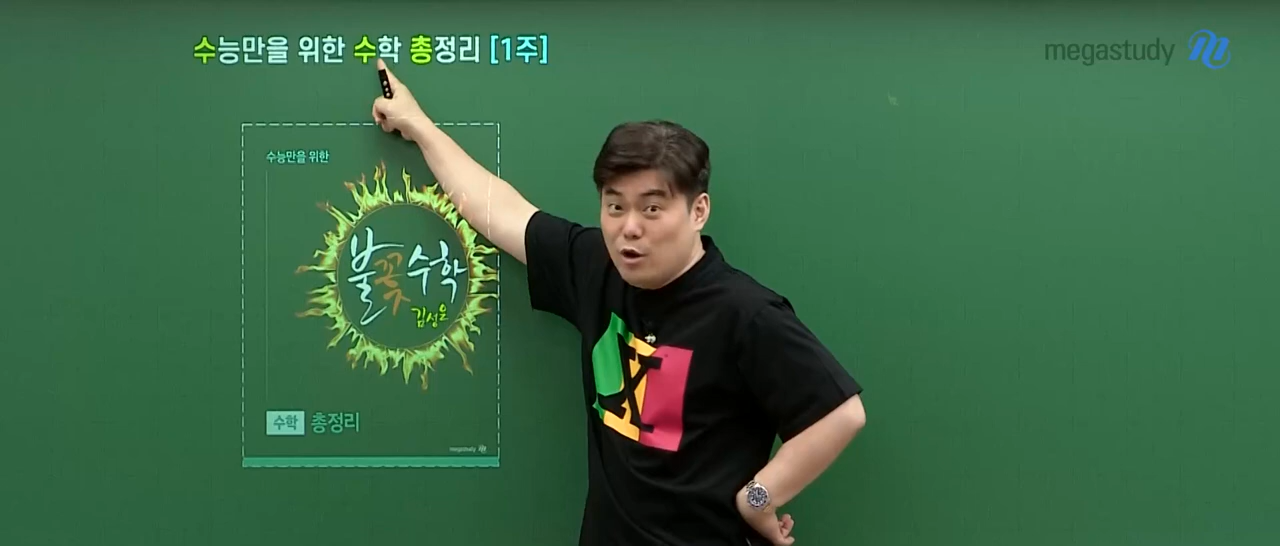 수능만을 위한 수학 총정리 [1주]
megastudy
수능만을 위한
불꽃수학
김성은
수학 총정리
megastudy
X